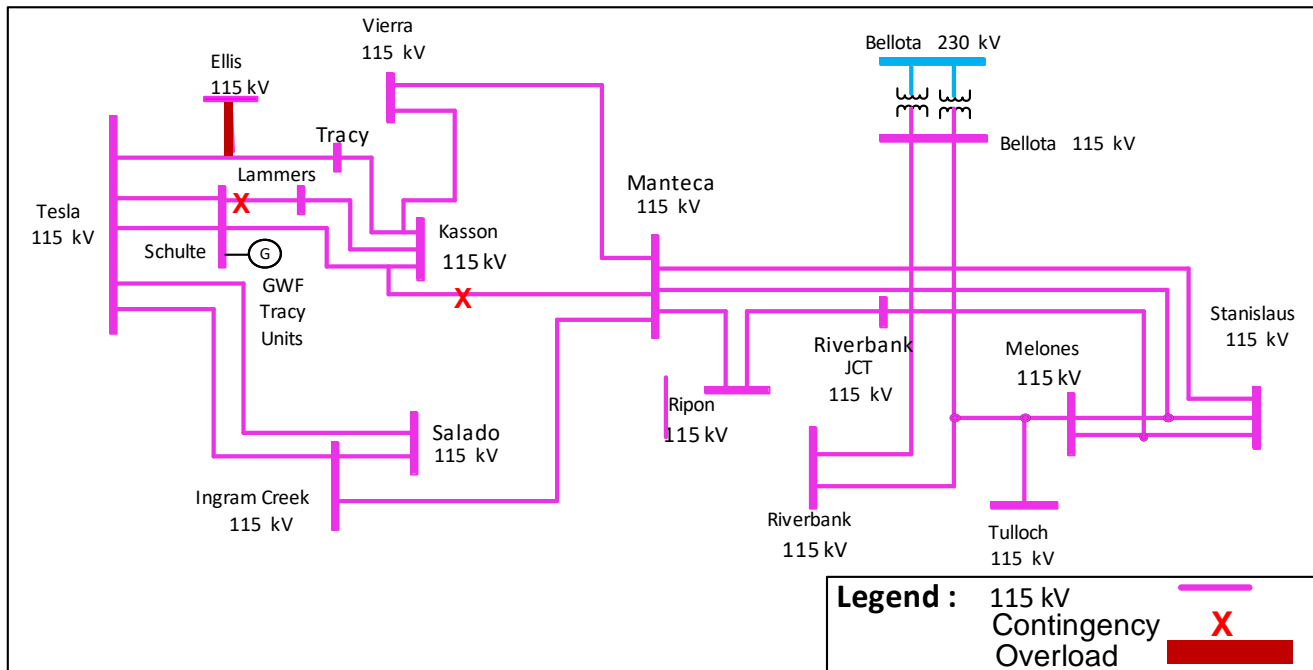 Vierra
115 kV
Bellota 230 kV
Ellis
115 kV
Tracy
Lammers
Bellota 115 kV
Manteca
115 kV
Tesla
115 kV
Schulte
G
Kasson
115 kV
GWF
Tracy
Units
X
X
Stanislaus
115 kV
Riverbank
JCT
115 kV
Melones
115 kV
Ripon
115 kV
Salado
115 kV
Ingram Creek
115 kV
Riverbank
115 kV
Tulloch
115 kV
Legend :
115 kV
Contingency X
Overload